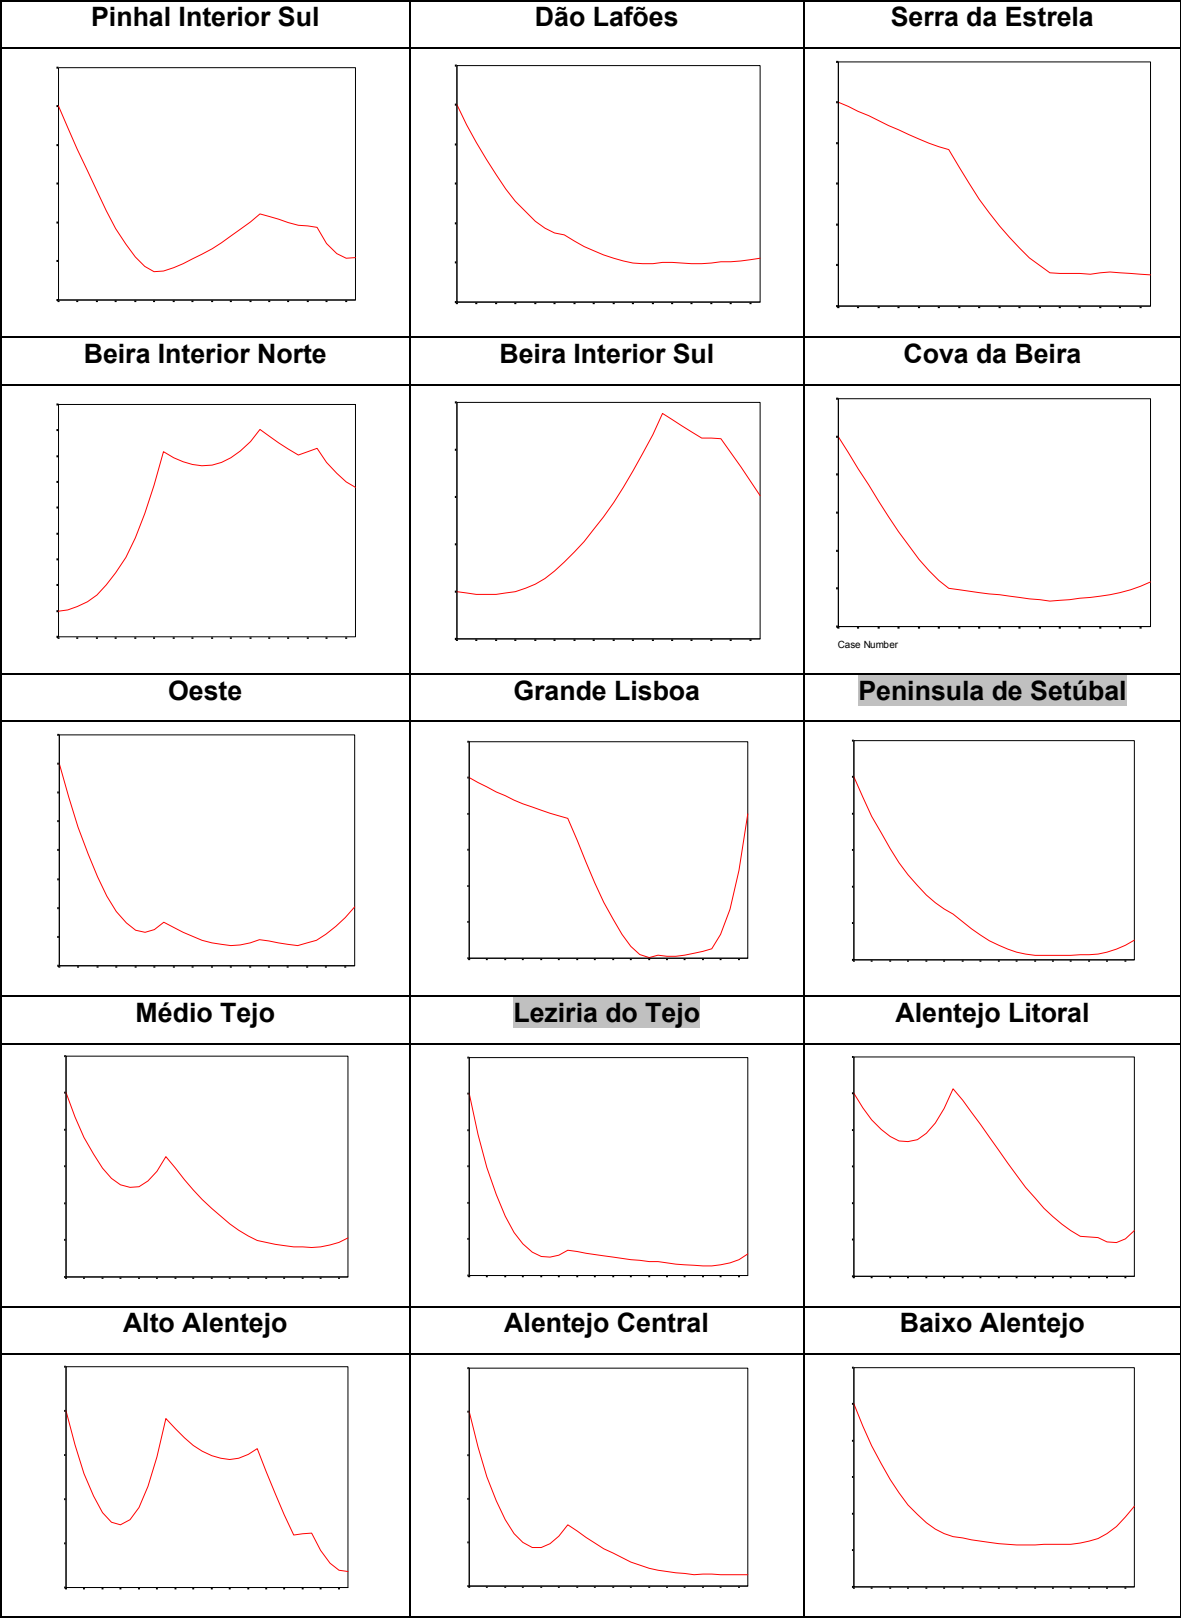 Pinhal Interior Sul
Dão Lafões
Serra da Estrela
Beira Interior Norte
Beira Interior Sul
Cova da Beira
Case Number
Oeste
Grande Lisboa
Peninsula de Setúbal
Médio Tejo
Leziria do Tejo
Alentejo Litoral
Alto Alentejo
Alentejo Central
Baixo Alentejo